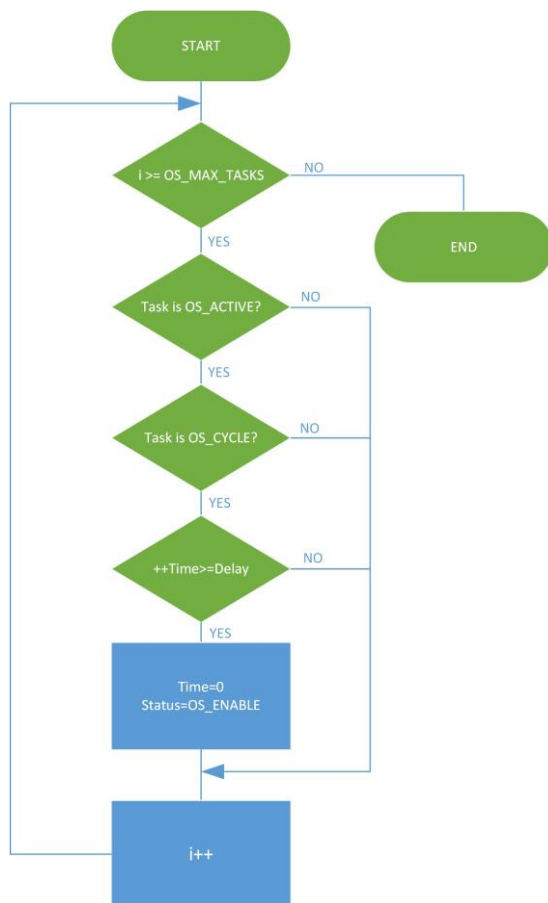 START
i >= OS_MAX_TASKS
NO
END
YES
Task is OS_ACTIVE?
NO
YES
Task is OS_CYCLE?
NO
YES
++Time>=Delay
NO
YES
Time=0
Status=OS_ENABLE
i++